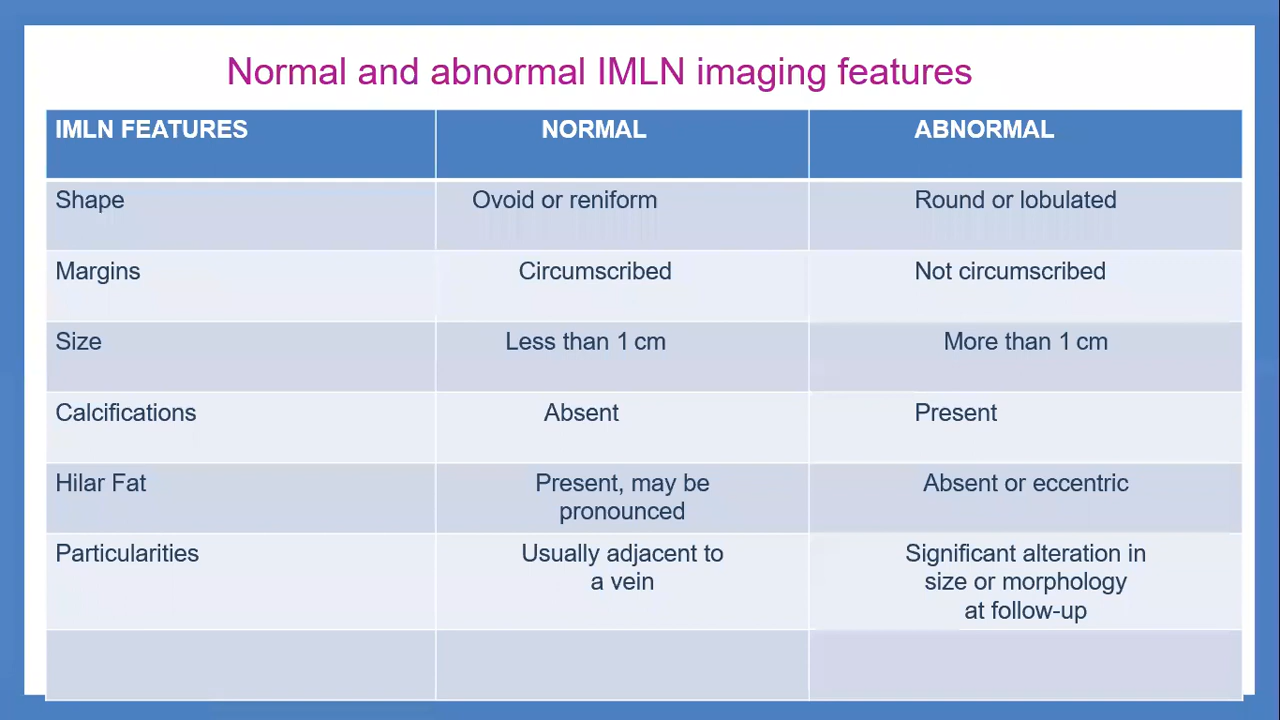 Normal and abnormal IMLN imaging features
IMLN FEATURES NORMAL ABNORMAL
Shape Ovoid or reniform Round or lobulated
Margins Circumscribed Not circumscribed
Size Less than 1 cm More than 1 cm
Calcifications Absent Present
Hilar Fat Present, may be pronounced Absent or eccentric
Particularities Usually adjacent to a vein Significant alteration in size or morphology at follow-up